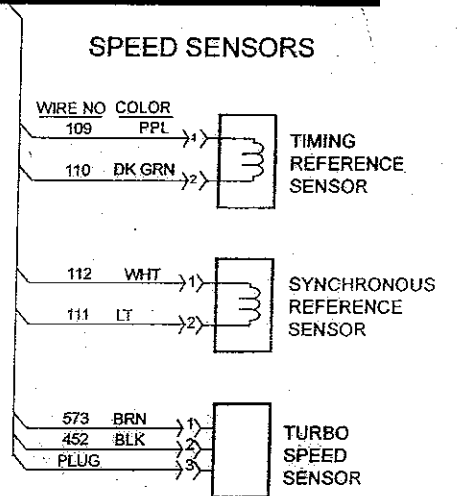 SPEED SENSORS
WIRE NO COLOR
109 PPL 1
110 DK GRN 2
TIMING
REFERENCE
SENSOR
112 WHT 1
111 LT 2
SYNCHRONOUS
REFERENCE
SENSOR
573 BRN 1
452 BLK 2
PLUG 3
TURBO
SPEED
SENSOR